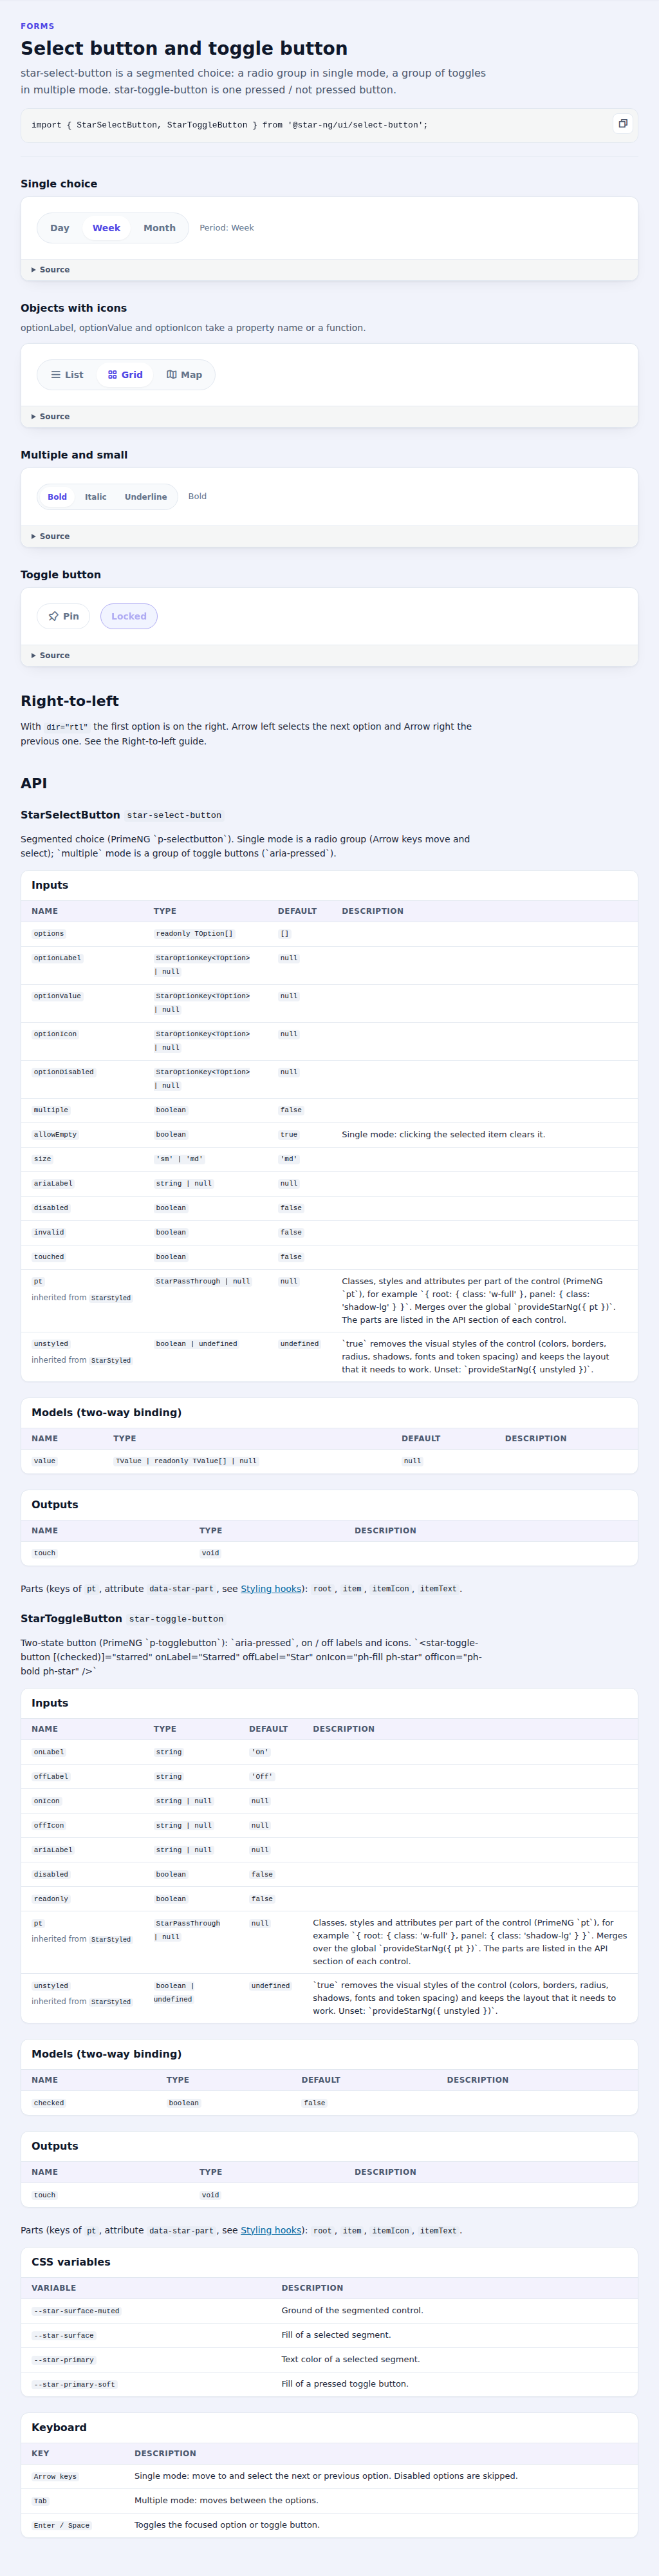 FORMS
Select button and toggle button
star-select-button is a segmented choice: a radio group in single mode, a group of toggles
in multiple mode. star-toggle-button is one pressed / not pressed button.
import { StarSelectButton, StarToggleButton } from '@star-ng/ui/select-button';
Single choice
Day Week Month Period: Week
Source
Objects with icons
optionLabel, optionValue and optionIcon take a property name or a function.
List Grid Map
Source
Multiple and small
Bold Italic Underline Bold
Source
Toggle button
Pin Locked
Source
Right-to-left
With dir="rtl" the first option is on the right. Arrow left selects the next option and Arrow right the
previous one. See the Right-to-left guide.
API
StarSelectButton star-select-button
Segmented choice (PrimeNG `p-selectbutton`). Single mode is a radio group (Arrow keys move and
select); `multiple` mode is a group of toggle buttons (`aria-pressed`).
Inputs
NAME TYPE DEFAULT DESCRIPTION
options readonly TOption[] []
optionLabel StarOptionKey<TOption> null
| null
optionValue StarOptionKey<TOption> null
| null
optionIcon StarOptionKey<TOption> null
| null
optionDisabled StarOptionKey<TOption> null
| null
multiple boolean false
allowEmpty boolean true Single mode: clicking the selected item clears it.
size 'sm' | 'md' 'md'
ariaLabel string | null null
disabled boolean false
invalid boolean false
touched boolean false
pt StarPassThrough | null null Classes, styles and attributes per part of the control (PrimeNG
inherited from StarStyled `pt`), for example `{ root: { class: 'w-full' }, panel: { class:
'shadow-lg' } }`. Merges over the global `provideStarNg({ pt })`.
The parts are listed in the API section of each control.
unstyled boolean | undefined undefined `true` removes the visual styles of the control (colors, borders,
inherited from StarStyled radius, shadows, fonts and token spacing) and keeps the layout
that it needs to work. Unset: `provideStarNg({ unstyled })`.
Models (two-way binding)
NAME TYPE DEFAULT DESCRIPTION
value TValue | readonly TValue[] | null null
Outputs
NAME TYPE DESCRIPTION
touch void
Parts (keys of pt, attribute data-star-part, see Styling hooks): root, item, itemIcon, itemText.
StarToggleButton star-toggle-button
Two-state button (PrimeNG `p-togglebutton`): `aria-pressed`, on / off labels and icons. `<star-toggle-
button [(checked)]="starred" onLabel="Starred" offLabel="Star" onIcon="ph-fill ph-star" offIcon="ph-
bold ph-star" />`
Inputs
NAME TYPE DEFAULT DESCRIPTION
onLabel string 'On'
offLabel string 'Off'
onIcon string | null null
offIcon string | null null
ariaLabel string | null null
disabled boolean false
readonly boolean false
pt StarPassThrough null Classes, styles and attributes per part of the control (PrimeNG `pt`), for
inherited from StarStyled | null example `{ root: { class: 'w-full' }, panel: { class: 'shadow-lg' } }`. Merges
over the global `provideStarNg({ pt })`. The parts are listed in the API
section of each control.
unstyled boolean | undefined `true` removes the visual styles of the control (colors, borders, radius,
inherited from StarStyled undefined shadows, fonts and token spacing) and keeps the layout that it needs to
work. Unset: `provideStarNg({ unstyled })`.
Models (two-way binding)
NAME TYPE DEFAULT DESCRIPTION
checked boolean false
Outputs
NAME TYPE DESCRIPTION
touch void
Parts (keys of pt, attribute data-star-part, see Styling hooks): root, item, itemIcon, itemText.
CSS variables
VARIABLE DESCRIPTION
--star-surface-muted Ground of the segmented control.
--star-surface Fill of a selected segment.
--star-primary Text color of a selected segment.
--star-primary-soft Fill of a pressed toggle button.
Keyboard
KEY DESCRIPTION
Arrow keys Single mode: move to and select the next or previous option. Disabled options are skipped.
Tab Multiple mode: moves between the options.
Enter / Space Toggles the focused option or toggle button.